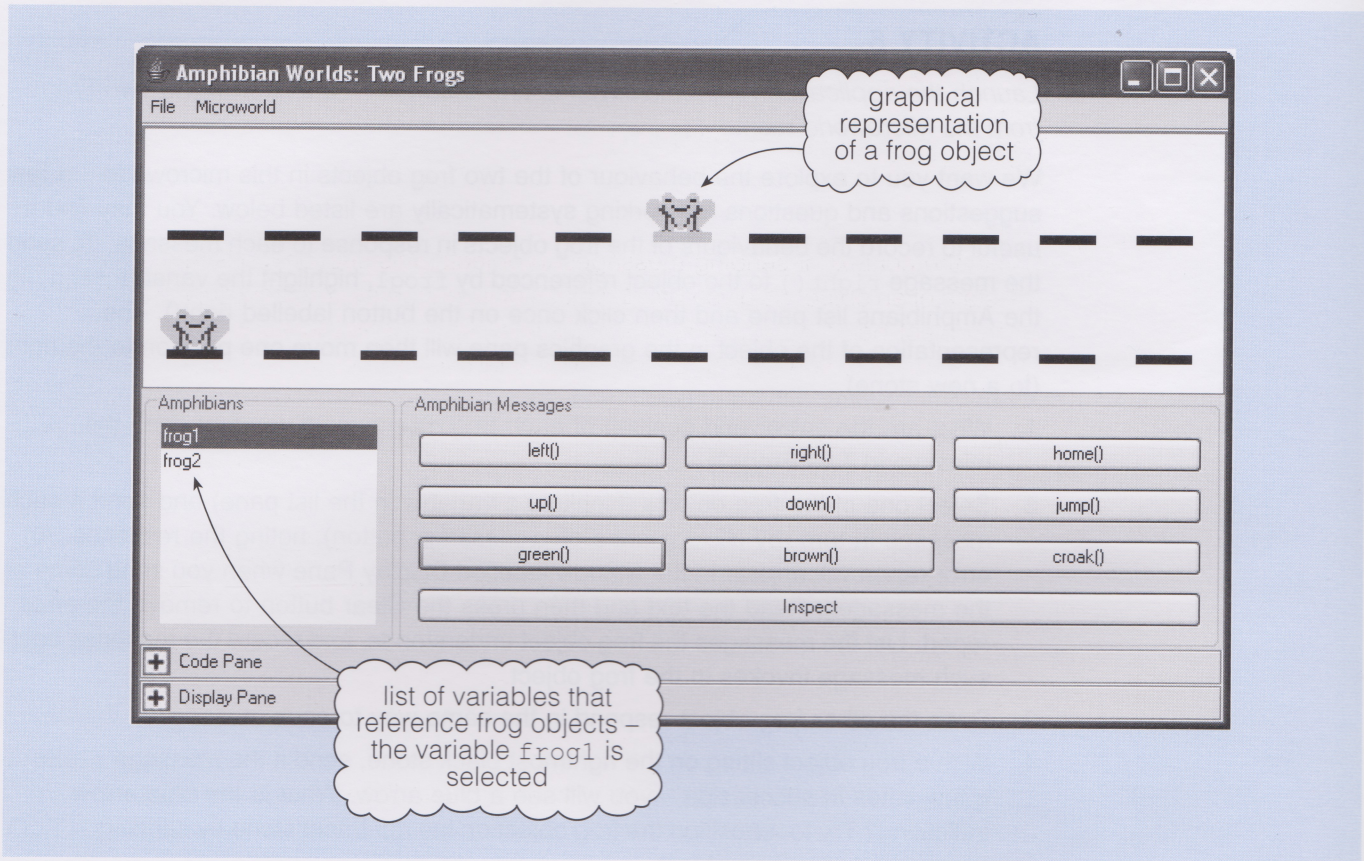 Amphibian Worlds: Two Frogs
File Microworld
graphical
representation
of a frog object
Amphibians
frog1
frog2
Amphibian Messages
left()
right()
home()
up()
down()
jump()
green()
brown()
croak()
Inspect
Code Pane
Display Pane
list of variables that
reference frog objects –
the variable frog1 is
selected